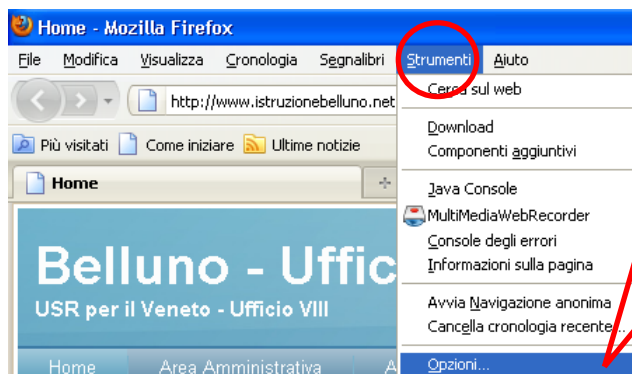 Home - Mozilla Firefox
File Modifica Visualizza Cronologia Segnalibri Strumenti Aiuto
http://www.istruzionebelluno.net
Più visitati Come iniziare Ultime notizie
Home
Belluno - Uffic
USR per il Veneto - Ufficio VIII
Home Area Amministrativa A
Cerca sul web
Download
Componenti aggiuntivi
Java Console
MultiMediaWebRecorder
Console degli errori
Informazioni sulla pagina
Avvia Navigazione anonima
Cancella cronologia recente...
Opzioni...